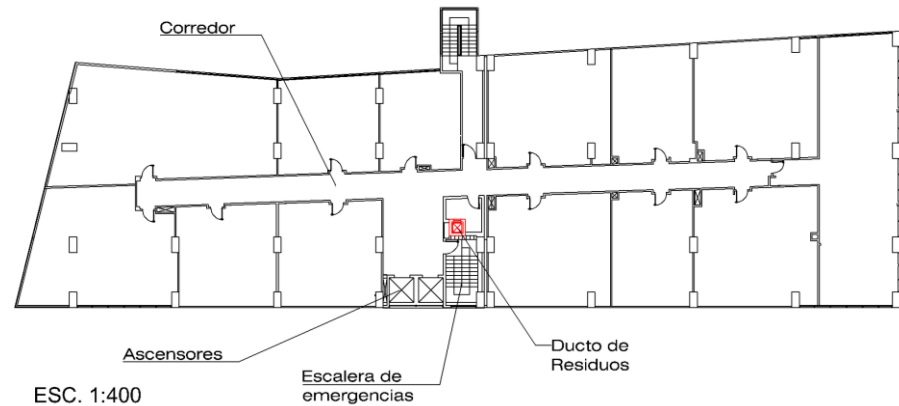 Corredor
Ascensores
Escalera de
emergencias
Ducto de
Residuos
ESC. 1:400